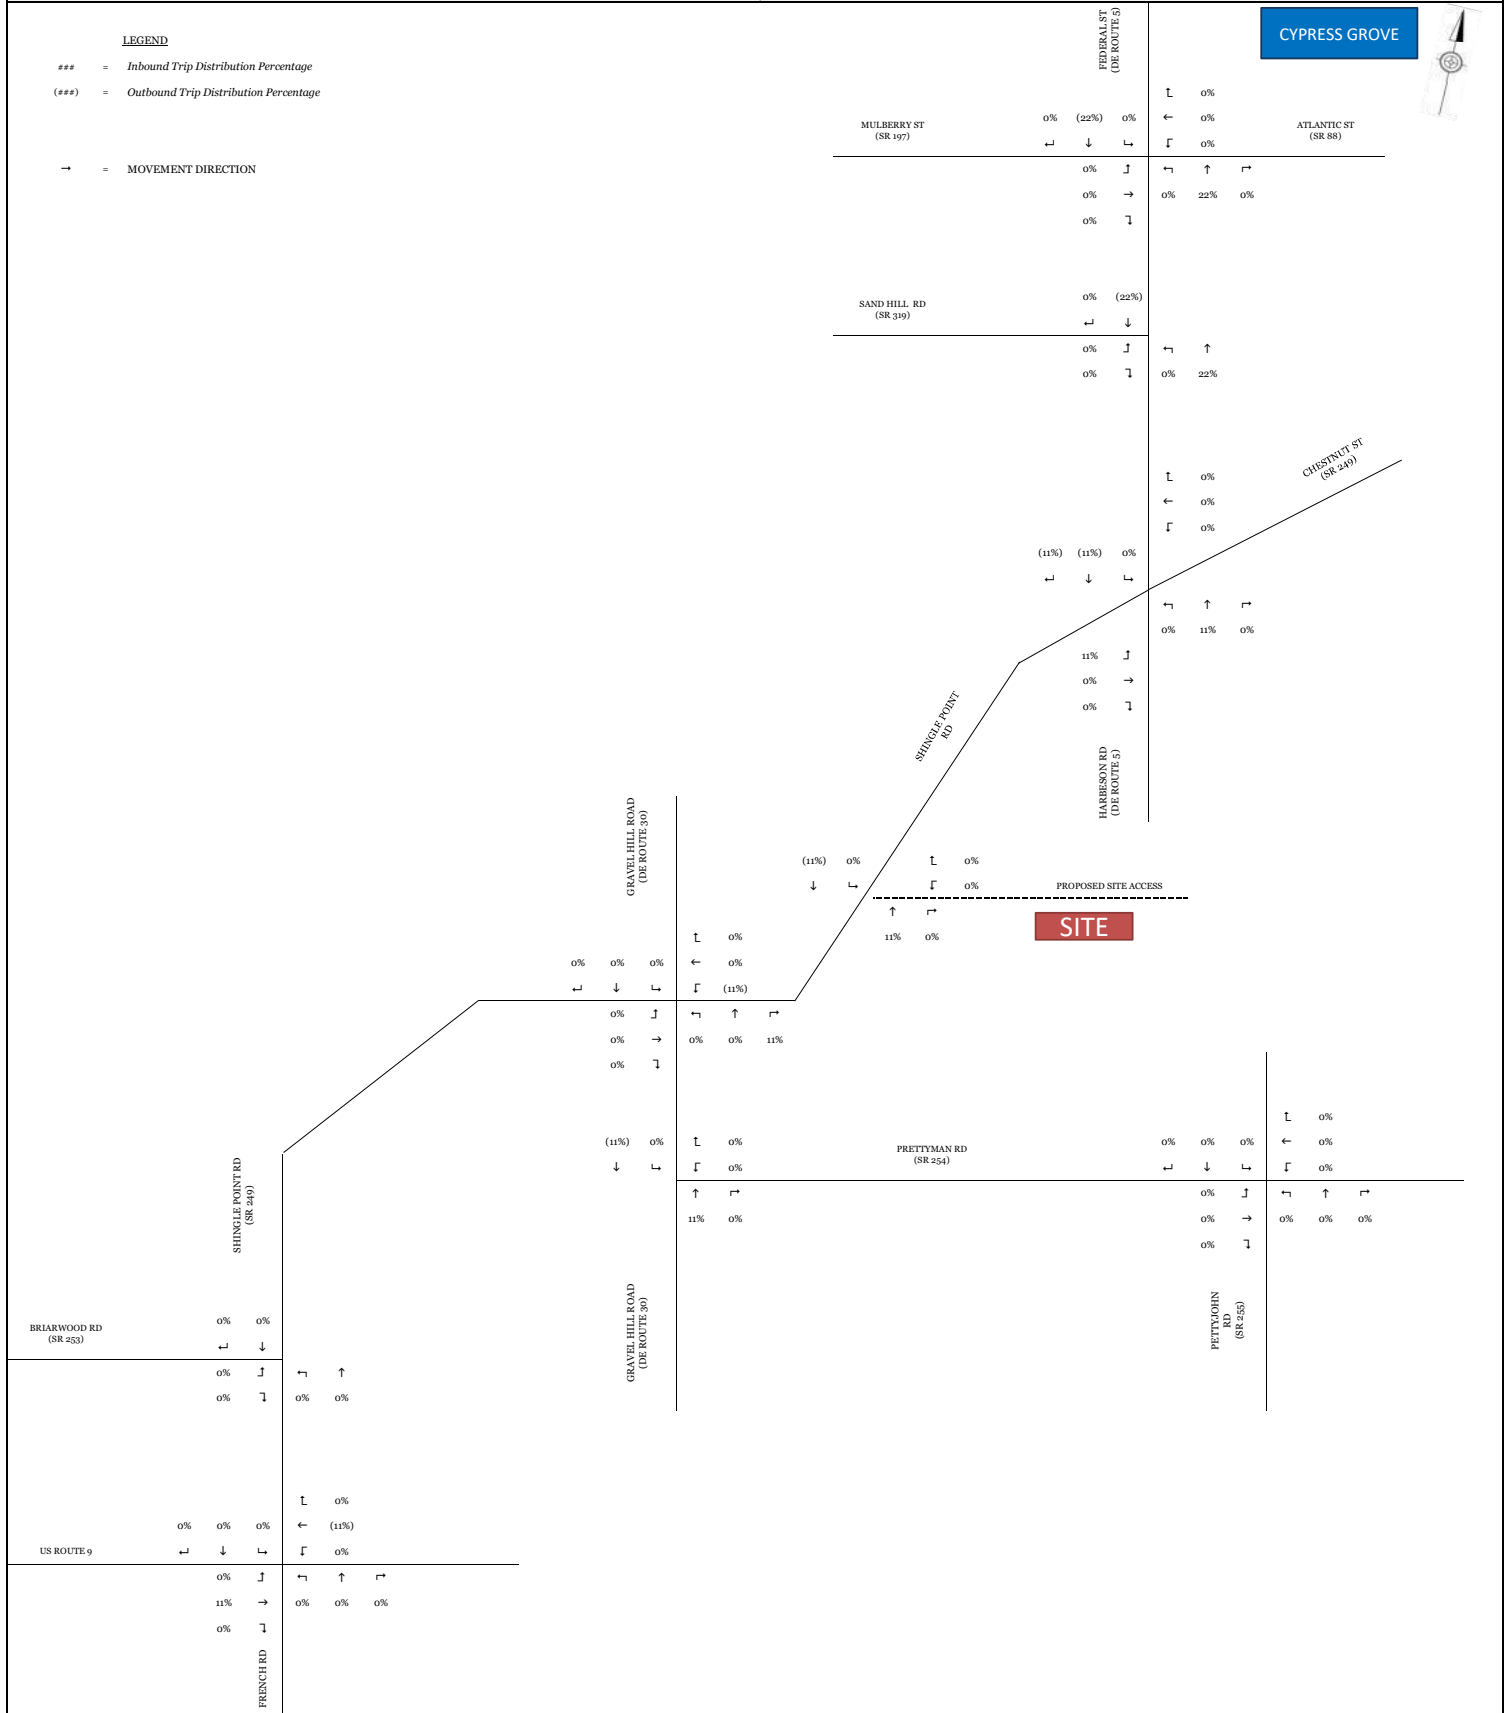 CYPRESS GROVE
LEGEND
### = Inbound Trip Distribution Percentage
(###) = Outbound Trip Distribution Percentage
→ = MOVEMENT DIRECTION
FEDERAL ST
(DE ROUTE 5)
MULBERRY ST
(SR 197)
ATLANTIC ST
(SR 88)
↥ 0%
0% (22%) 0% ← 0%
↵ ↓ ↳ ↧ 0%
0% ↥ ↰ ↑ ↱
0% → 0% 22% 0%
0% ↴
SAND HILL RD
(SR 319)
0% (22%)
↵ ↓
0% ↥ ↰ ↑
0% ↴ 0% 22%
CHESTNUT ST
(SR 249)
↥ 0%
← 0%
↧ 0%
(11%) (11%) 0%
↵ ↓ ↳
↰ ↑ ↱
0% 11% 0%
11% ↥
0% →
0% ↴
SHINGLE POINT
RD
HARBESON RD
(DE ROUTE 5)
GRAVEL HILL ROAD
(DE ROUTE 30)
(11%) 0% ↥ 0%
↓ ↳ ↧ 0%
PROPOSED SITE ACCESS
↑ ↱
11% 0%
SITE
↥ 0%
0% 0% 0% ← 0%
↵ ↓ ↳ ↧ (11%)
0% ↥ ↰ ↑ ↱
0% → 0% 0% 11%
0% ↴
(11%) 0% ↥ 0%
↓ ↳ ↧ 0%
↑ ↱
11% 0%
PRETTYMAN RD
(SR 254)
↥ 0%
0% 0% 0% ← 0%
↵ ↓ ↳ ↧ 0%
0% ↥ ↰ ↑ ↱
0% → 0% 0% 0%
0% ↴
SHINGLE POINT RD
(SR 249)
GRAVEL HILL ROAD
(DE ROUTE 30)
PETTYJOHN
RD
(SR 255)
BRIARWOOD RD
(SR 253)
0% 0%
↵ ↓
0% ↥ ↰ ↑
0% ↴ 0% 0%
↥ 0%
0% 0% 0% ← (11%)
US ROUTE 9
↵ ↓ ↳ ↧ 0%
0% ↥ ↰ ↑ ↱
11% → 0% 0% 0%
0% ↴
FRENCH RD